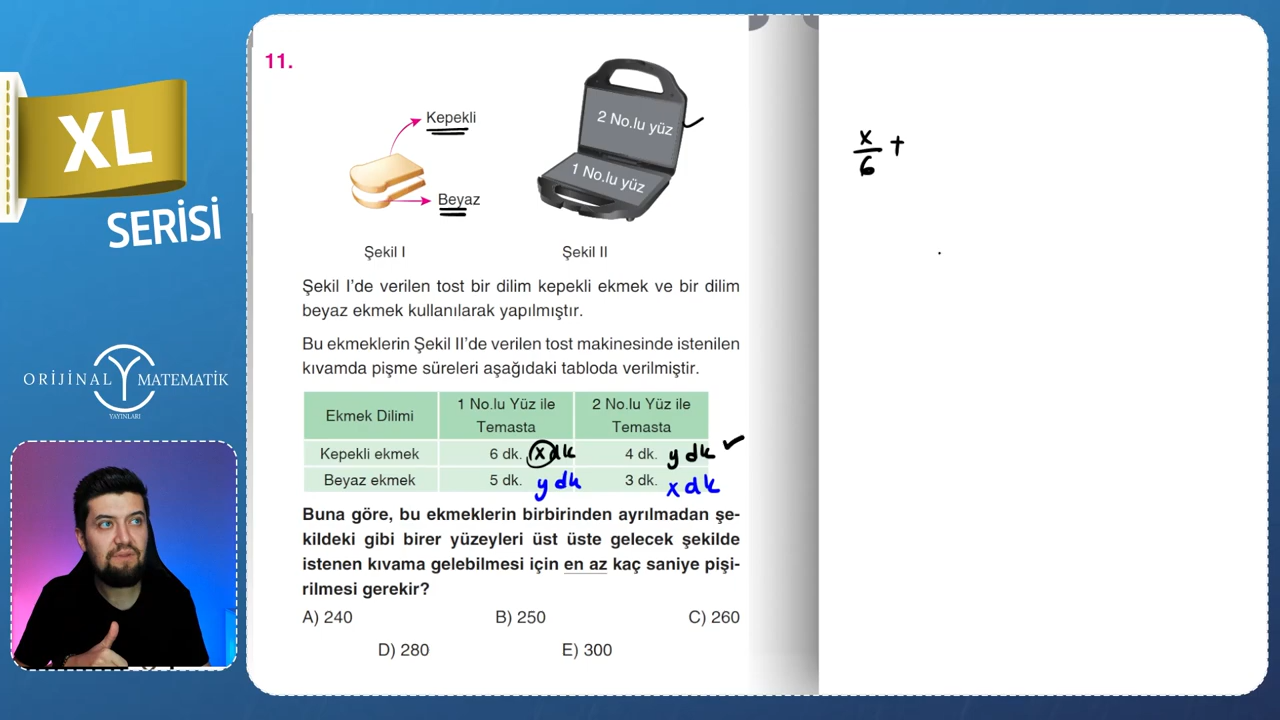 XL
SERİSİ
ORİJİNAL Y MATEMATİK
YAYINLARI
11.
Kepekli
Beyaz
2 No.lu yüz
1 No.lu yüz
Şekil I
Şekil II
x/6 +
Şekil I'de verilen tost bir dilim kepekli ekmek ve bir dilim
beyaz ekmek kullanılarak yapılmıştır.
Bu ekmeklerin Şekil II'de verilen tost makinesinde istenilen
kıvamda pişme süreleri aşağıdaki tabloda verilmiştir.
Ekmek Dilimi
1 No.lu Yüz ile
Temasta
2 No.lu Yüz ile
Temasta
Kepekli ekmek 6 dk. x dk 4 dk. y dk
Beyaz ekmek 5 dk. y dk 3 dk. x dk
Buna göre, bu ekmeklerin birbirinden ayrılmadan şe-
kildeki gibi birer yüzeyleri üst üste gelecek şekilde
istenen kıvama gelebilmesi için en az kaç saniye pişi-
rilmesi gerekir?
A) 240 B) 250 C) 260
D) 280 E) 300